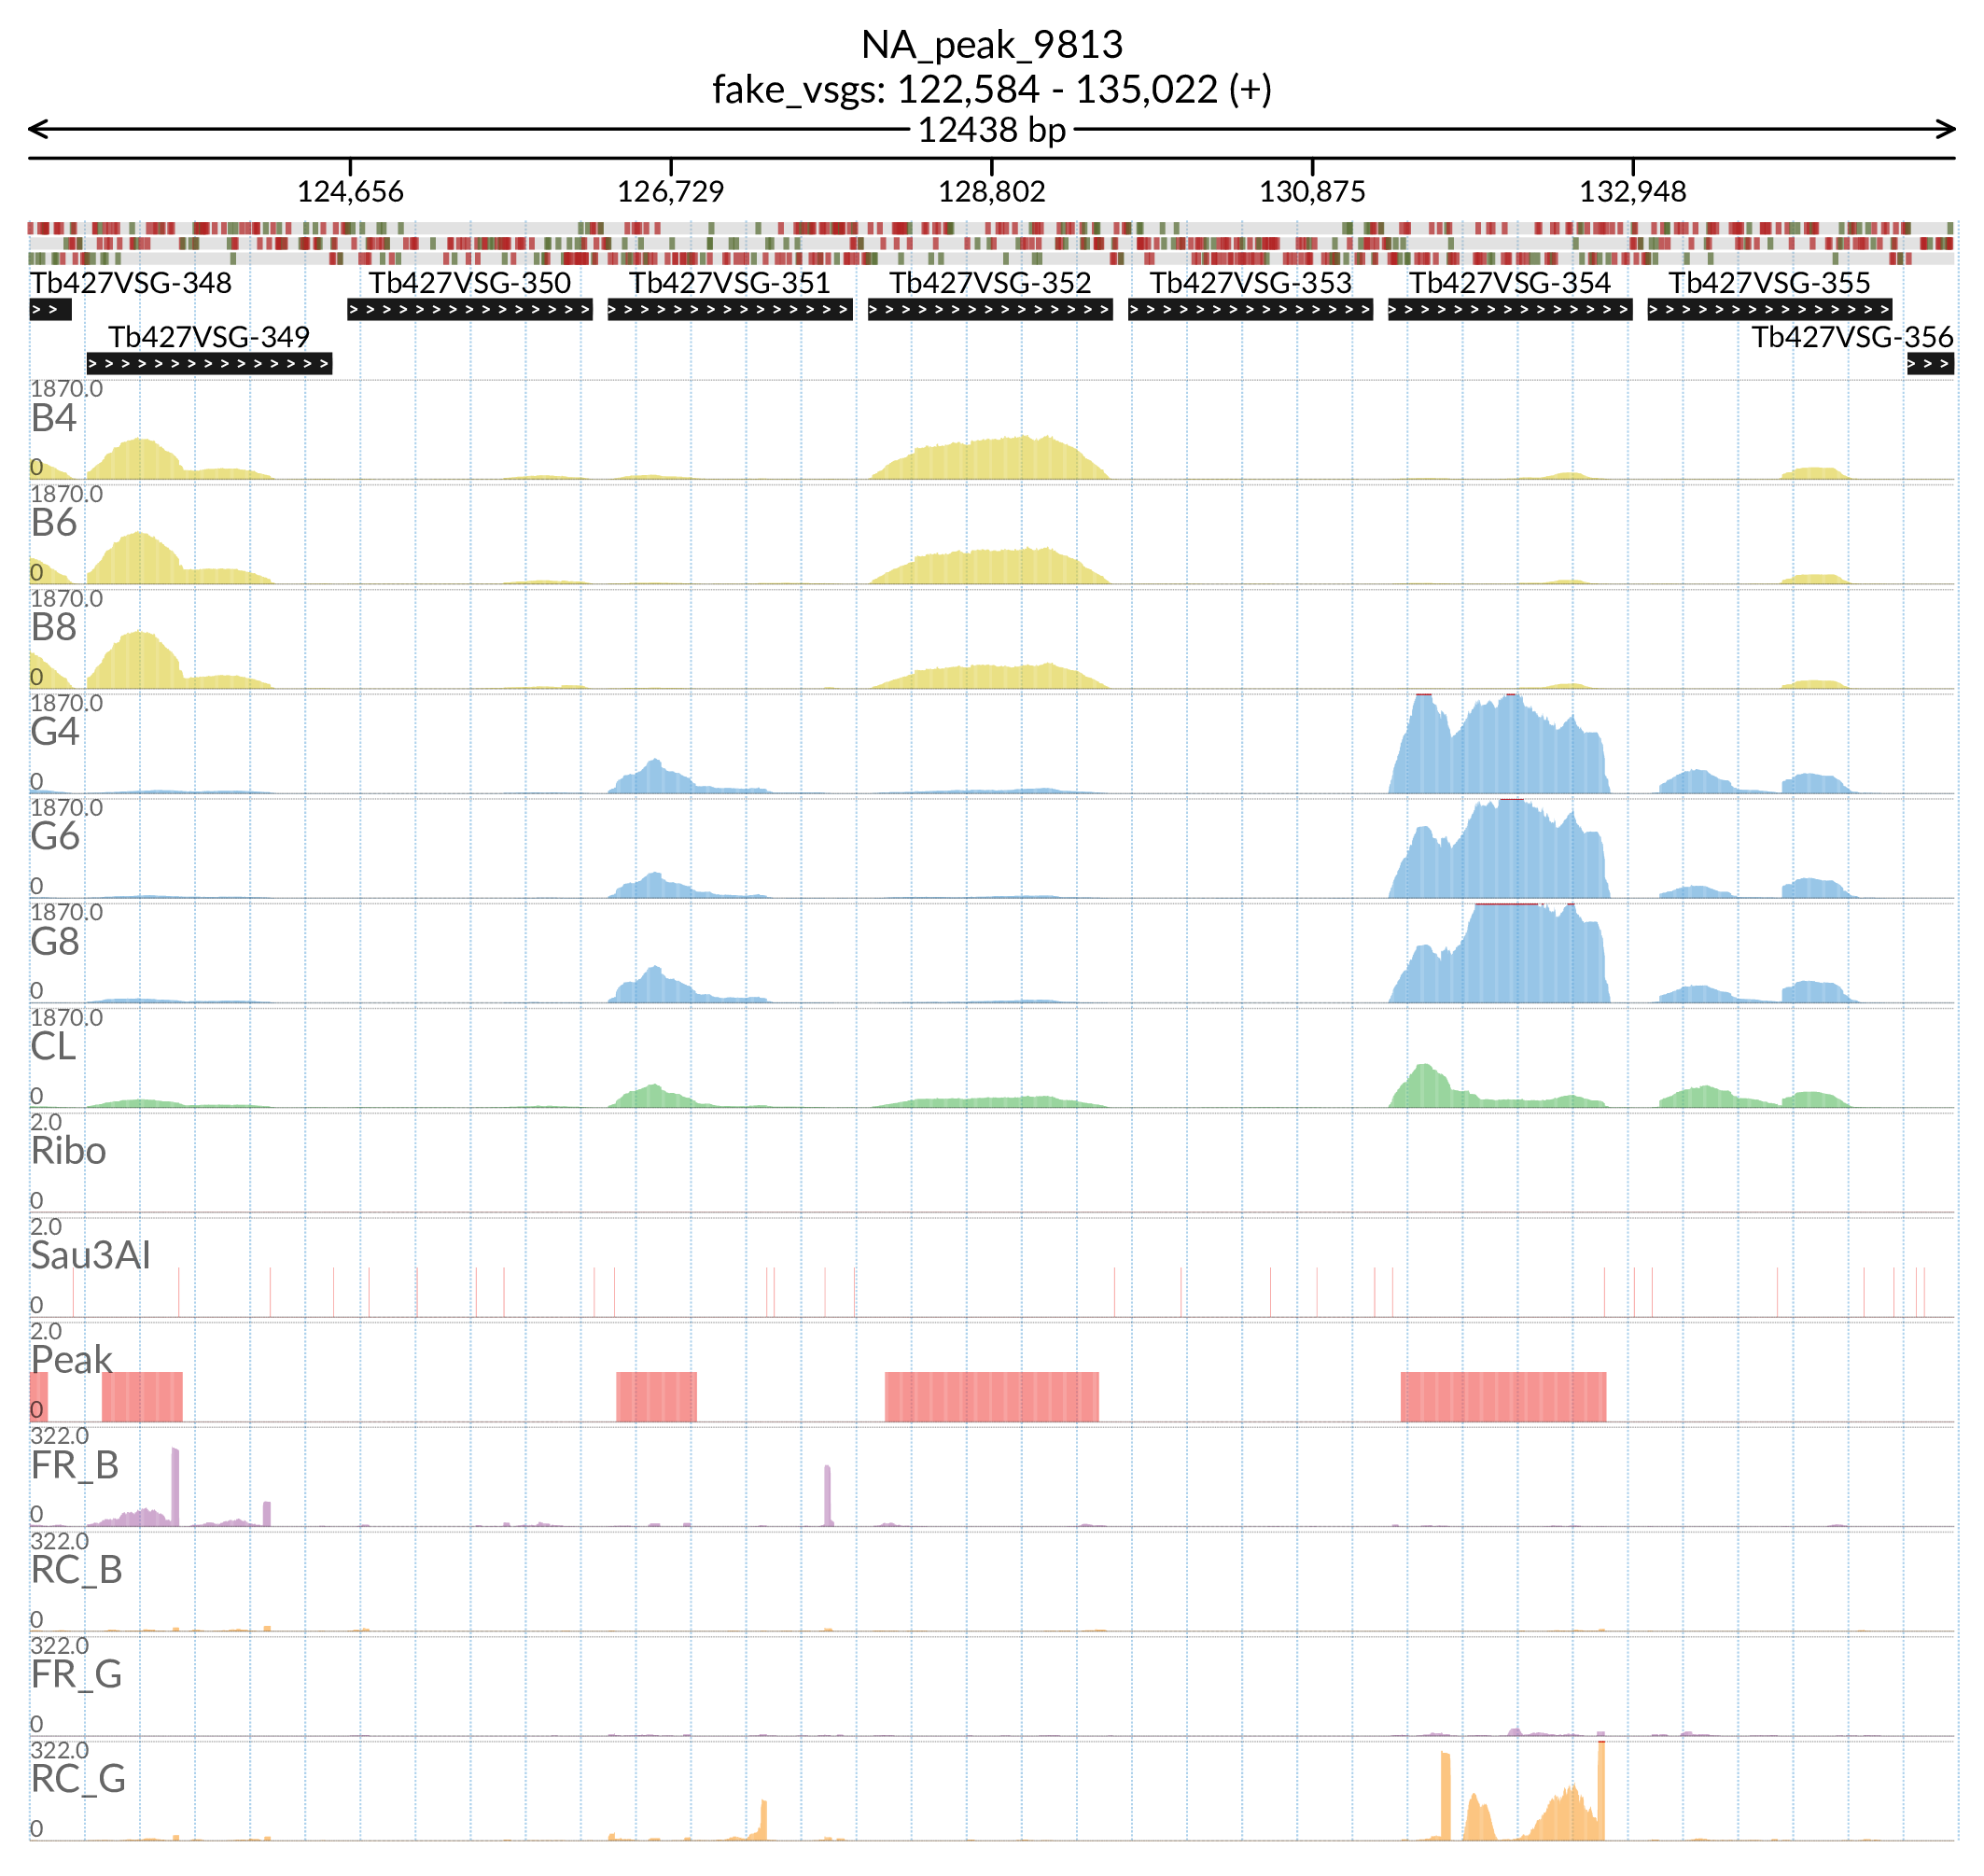 NA_peak_9813
fake_vsgs: 122,584 - 135,022 (+)
12438 bp
124,656 126,729 128,802 130,875 132,948
Tb427VSG-348 Tb427VSG-350 Tb427VSG-351 Tb427VSG-352 Tb427VSG-353 Tb427VSG-354 Tb427VSG-355
Tb427VSG-349 Tb427VSG-356
1870.0
B4
0
1870.0
B6
0
1870.0
B8
0
1870.0
G4
0
1870.0
G6
0
1870.0
G8
0
1870.0
CL
0
2.0
Ribo
0
2.0
Sau3AI
0
2.0
Peak
0
322.0
FR_B
0
322.0
RC_B
0
322.0
FR_G
0
322.0
RC_G
0